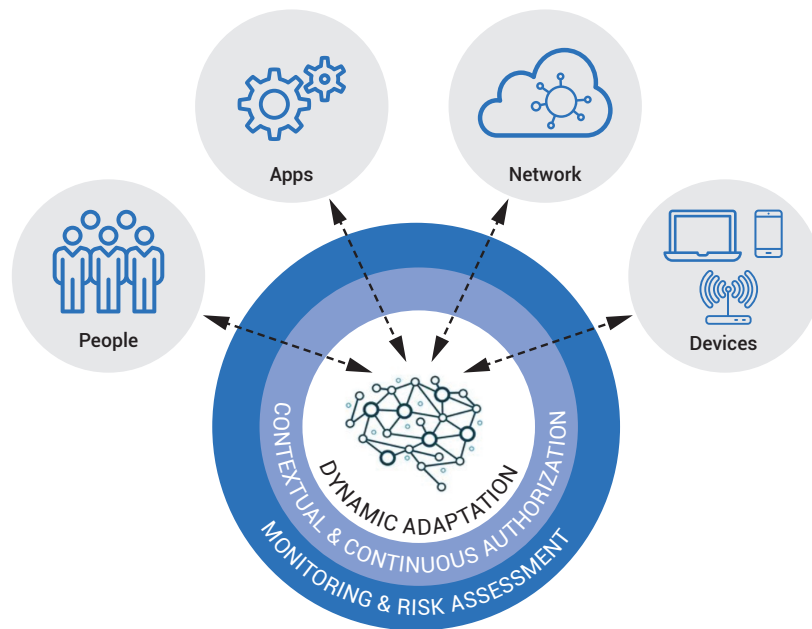 Apps
Network
People
Devices
DYNAMIC ADAPTATION
CONTEXTUAL & CONTINUOUS AUTHORIZATION
MONITORING & RISK ASSESSMENT